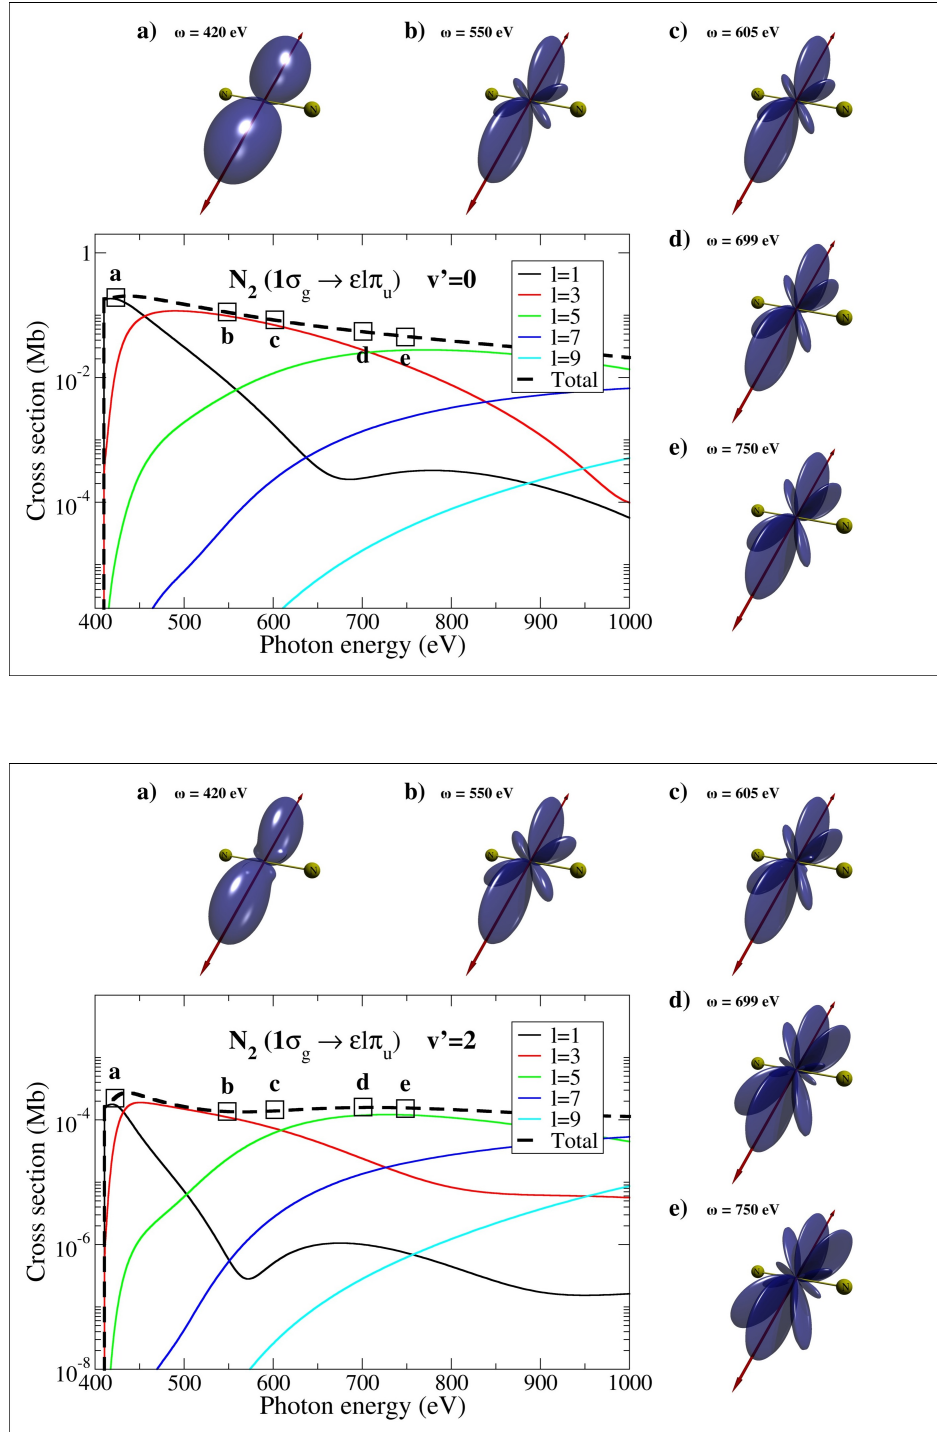 a) ω = 420 eV
b) ω = 550 eV
c) ω = 605 eV
N N
N N
N N
d) ω = 699 eV
N N
e) ω = 750 eV
N N
N₂ (1σg → εlπu) v'=0
a
b
c
d
e
l=1
l=3
l=5
l=7
l=9
Total
Cross section (Mb)
1
10⁻²
10⁻⁴
400 500 600 700 800 900 1000
Photon energy (eV)
a) ω = 420 eV
b) ω = 550 eV
c) ω = 605 eV
N N
N N
N N
d) ω = 699 eV
N N
e) ω = 750 eV
N N
N₂ (1σg → εlπu) v'=2
a
b
c
d
e
l=1
l=3
l=5
l=7
l=9
Total
Cross section (Mb)
10⁻⁴
10⁻⁶
10⁻⁸
400 500 600 700 800 900 1000
Photon energy (eV)